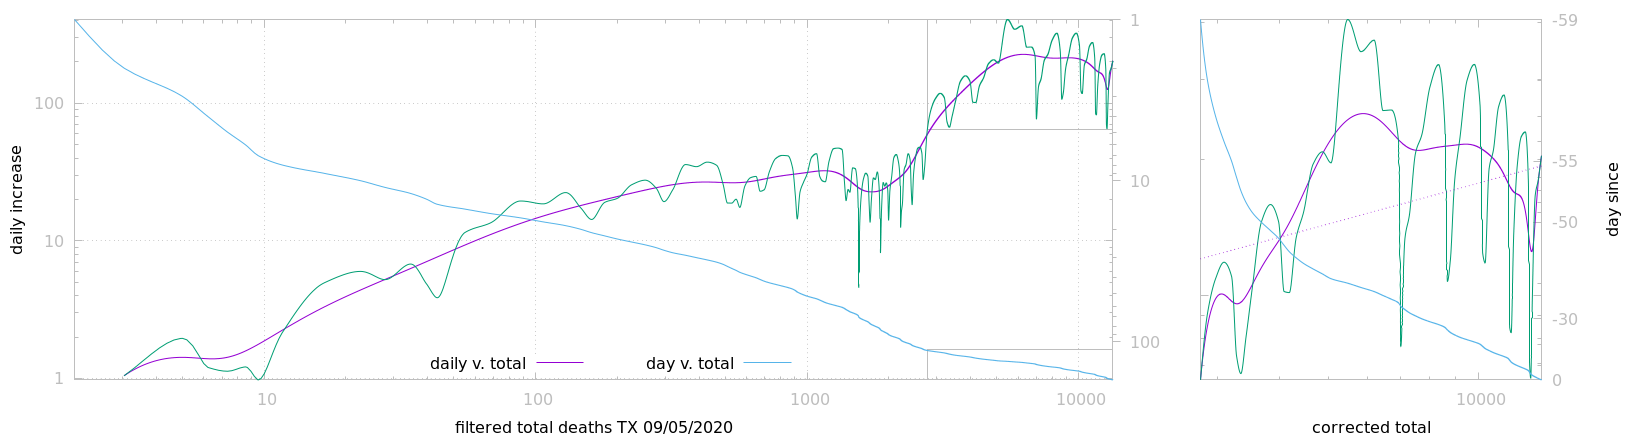 daily increase
100
10
1
10
100
1000
10000
1
10
100
daily v. total
day v. total
filtered total deaths TX 09/05/2020
-59
-55
-50
-30
0
day since
10000
corrected total